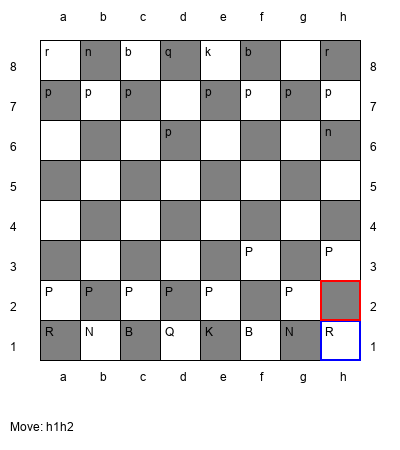 a b c d e f g h
8 r n b q k b r 8
7 p p p p p p p 7
6 p n 6
5 5
4 4
3 P P 3
2 P P P P P P 2
1 R N B Q K B N R 1
a b c d e f g h
Move: h1h2